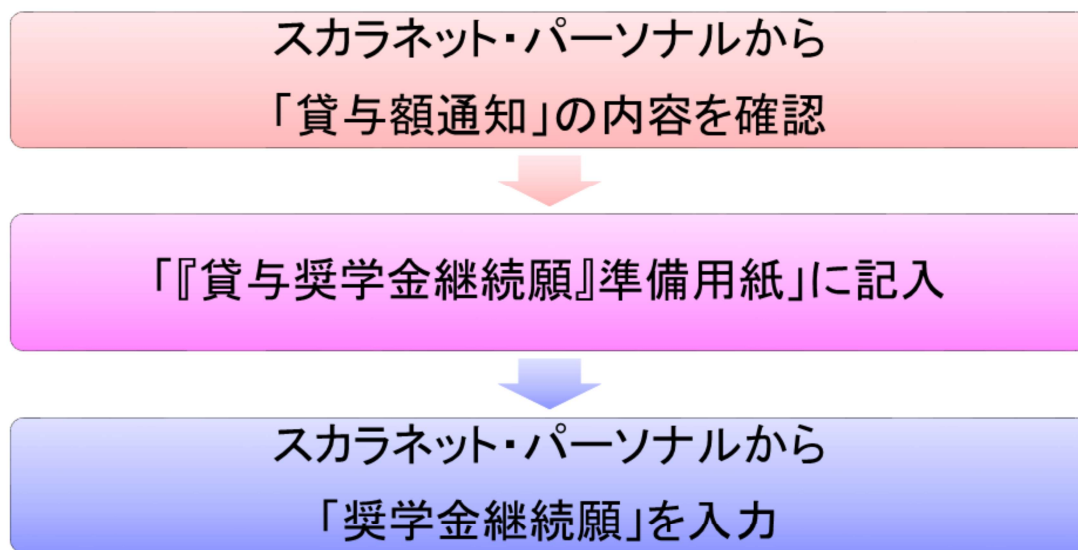 スカラネット・パーソナルから
「貸与額通知」の内容を確認
「『貸与奨学金継続願』準備用紙」に記入
スカラネット・パーソナルから
「奨学金継続願」を入力